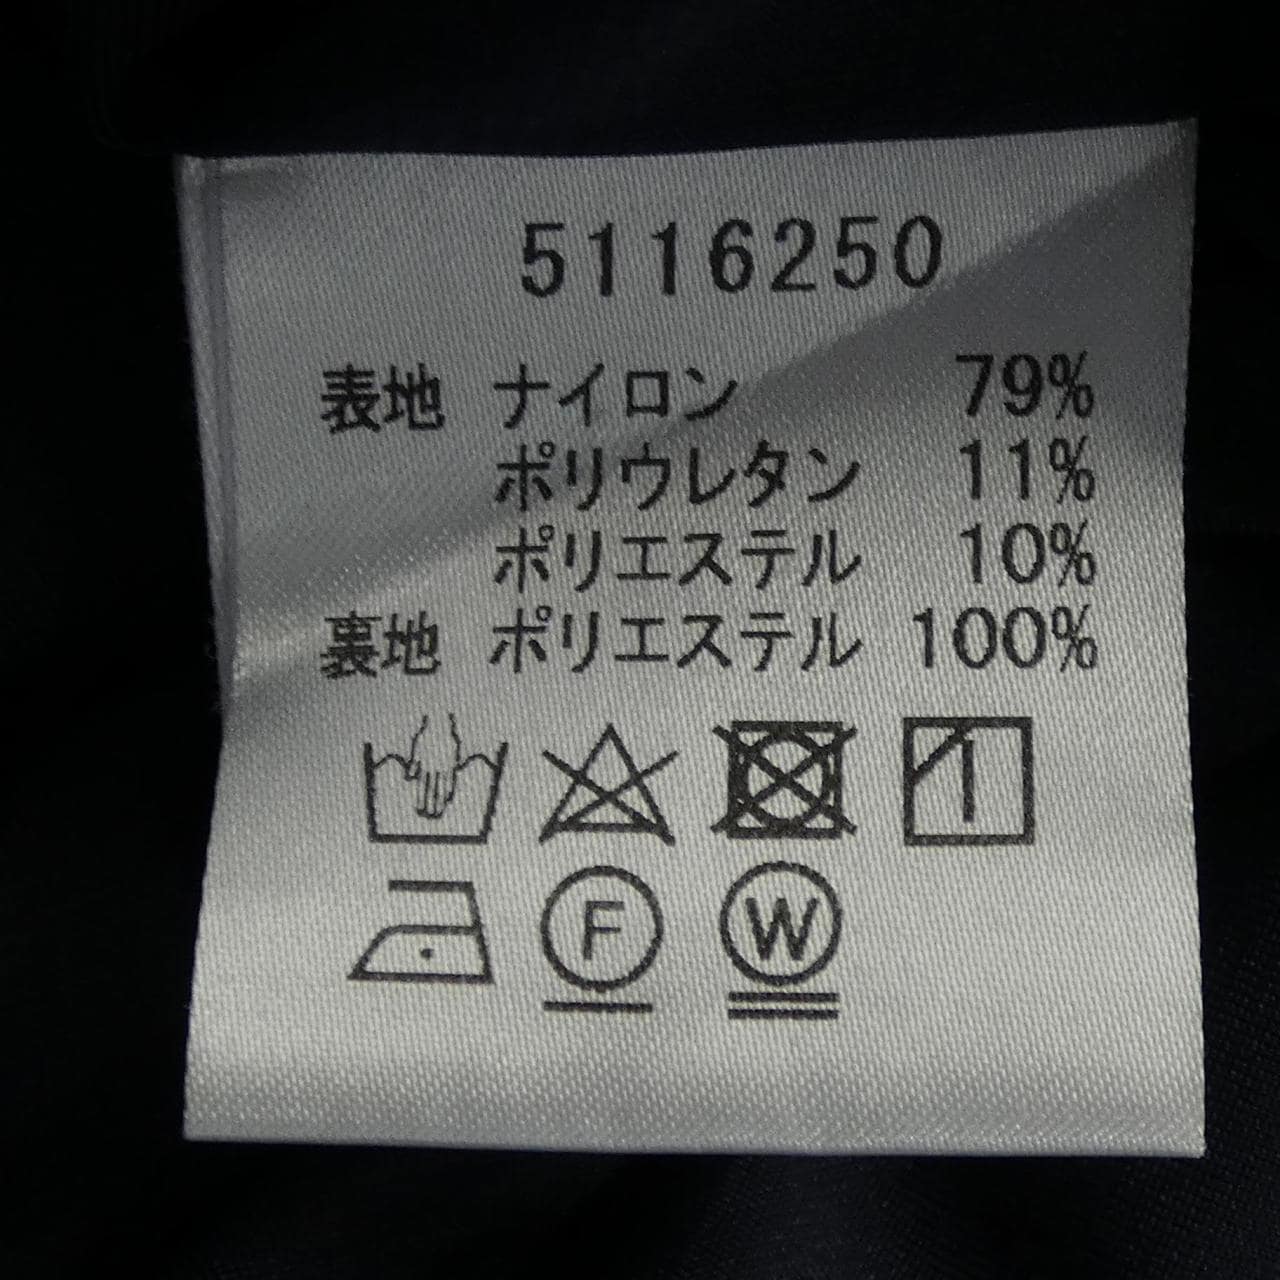 5116250
表地 ナイロン 79%
ポリウレタン 11%
ポリエステル 10%
裏地 ポリエステル 100%
F W